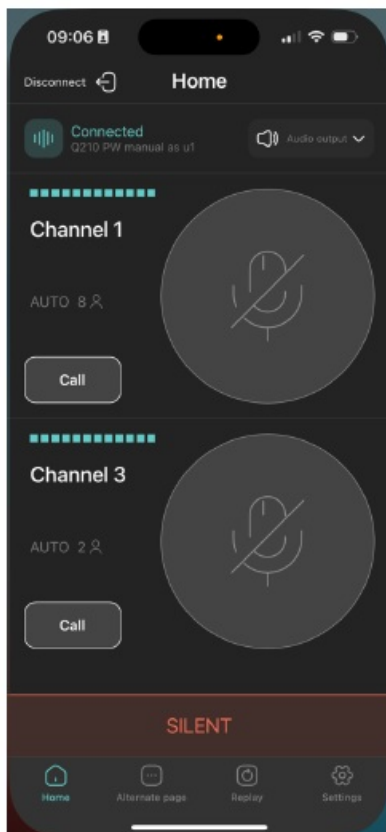 09:06
Disconnect
Home
Connected
Q210 PW manual as u1
Audio output
Channel 1
AUTO 8
Call
Channel 3
AUTO 2
Call
SILENT
Home
Alternate page
Replay
Settings